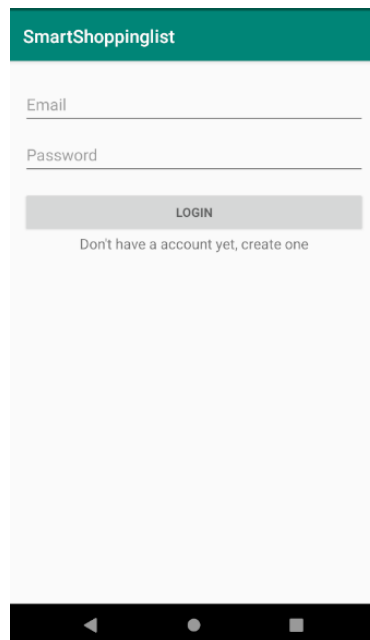 SmartShoppinglist
Email
Password
LOGIN
Don't have a account yet, create one